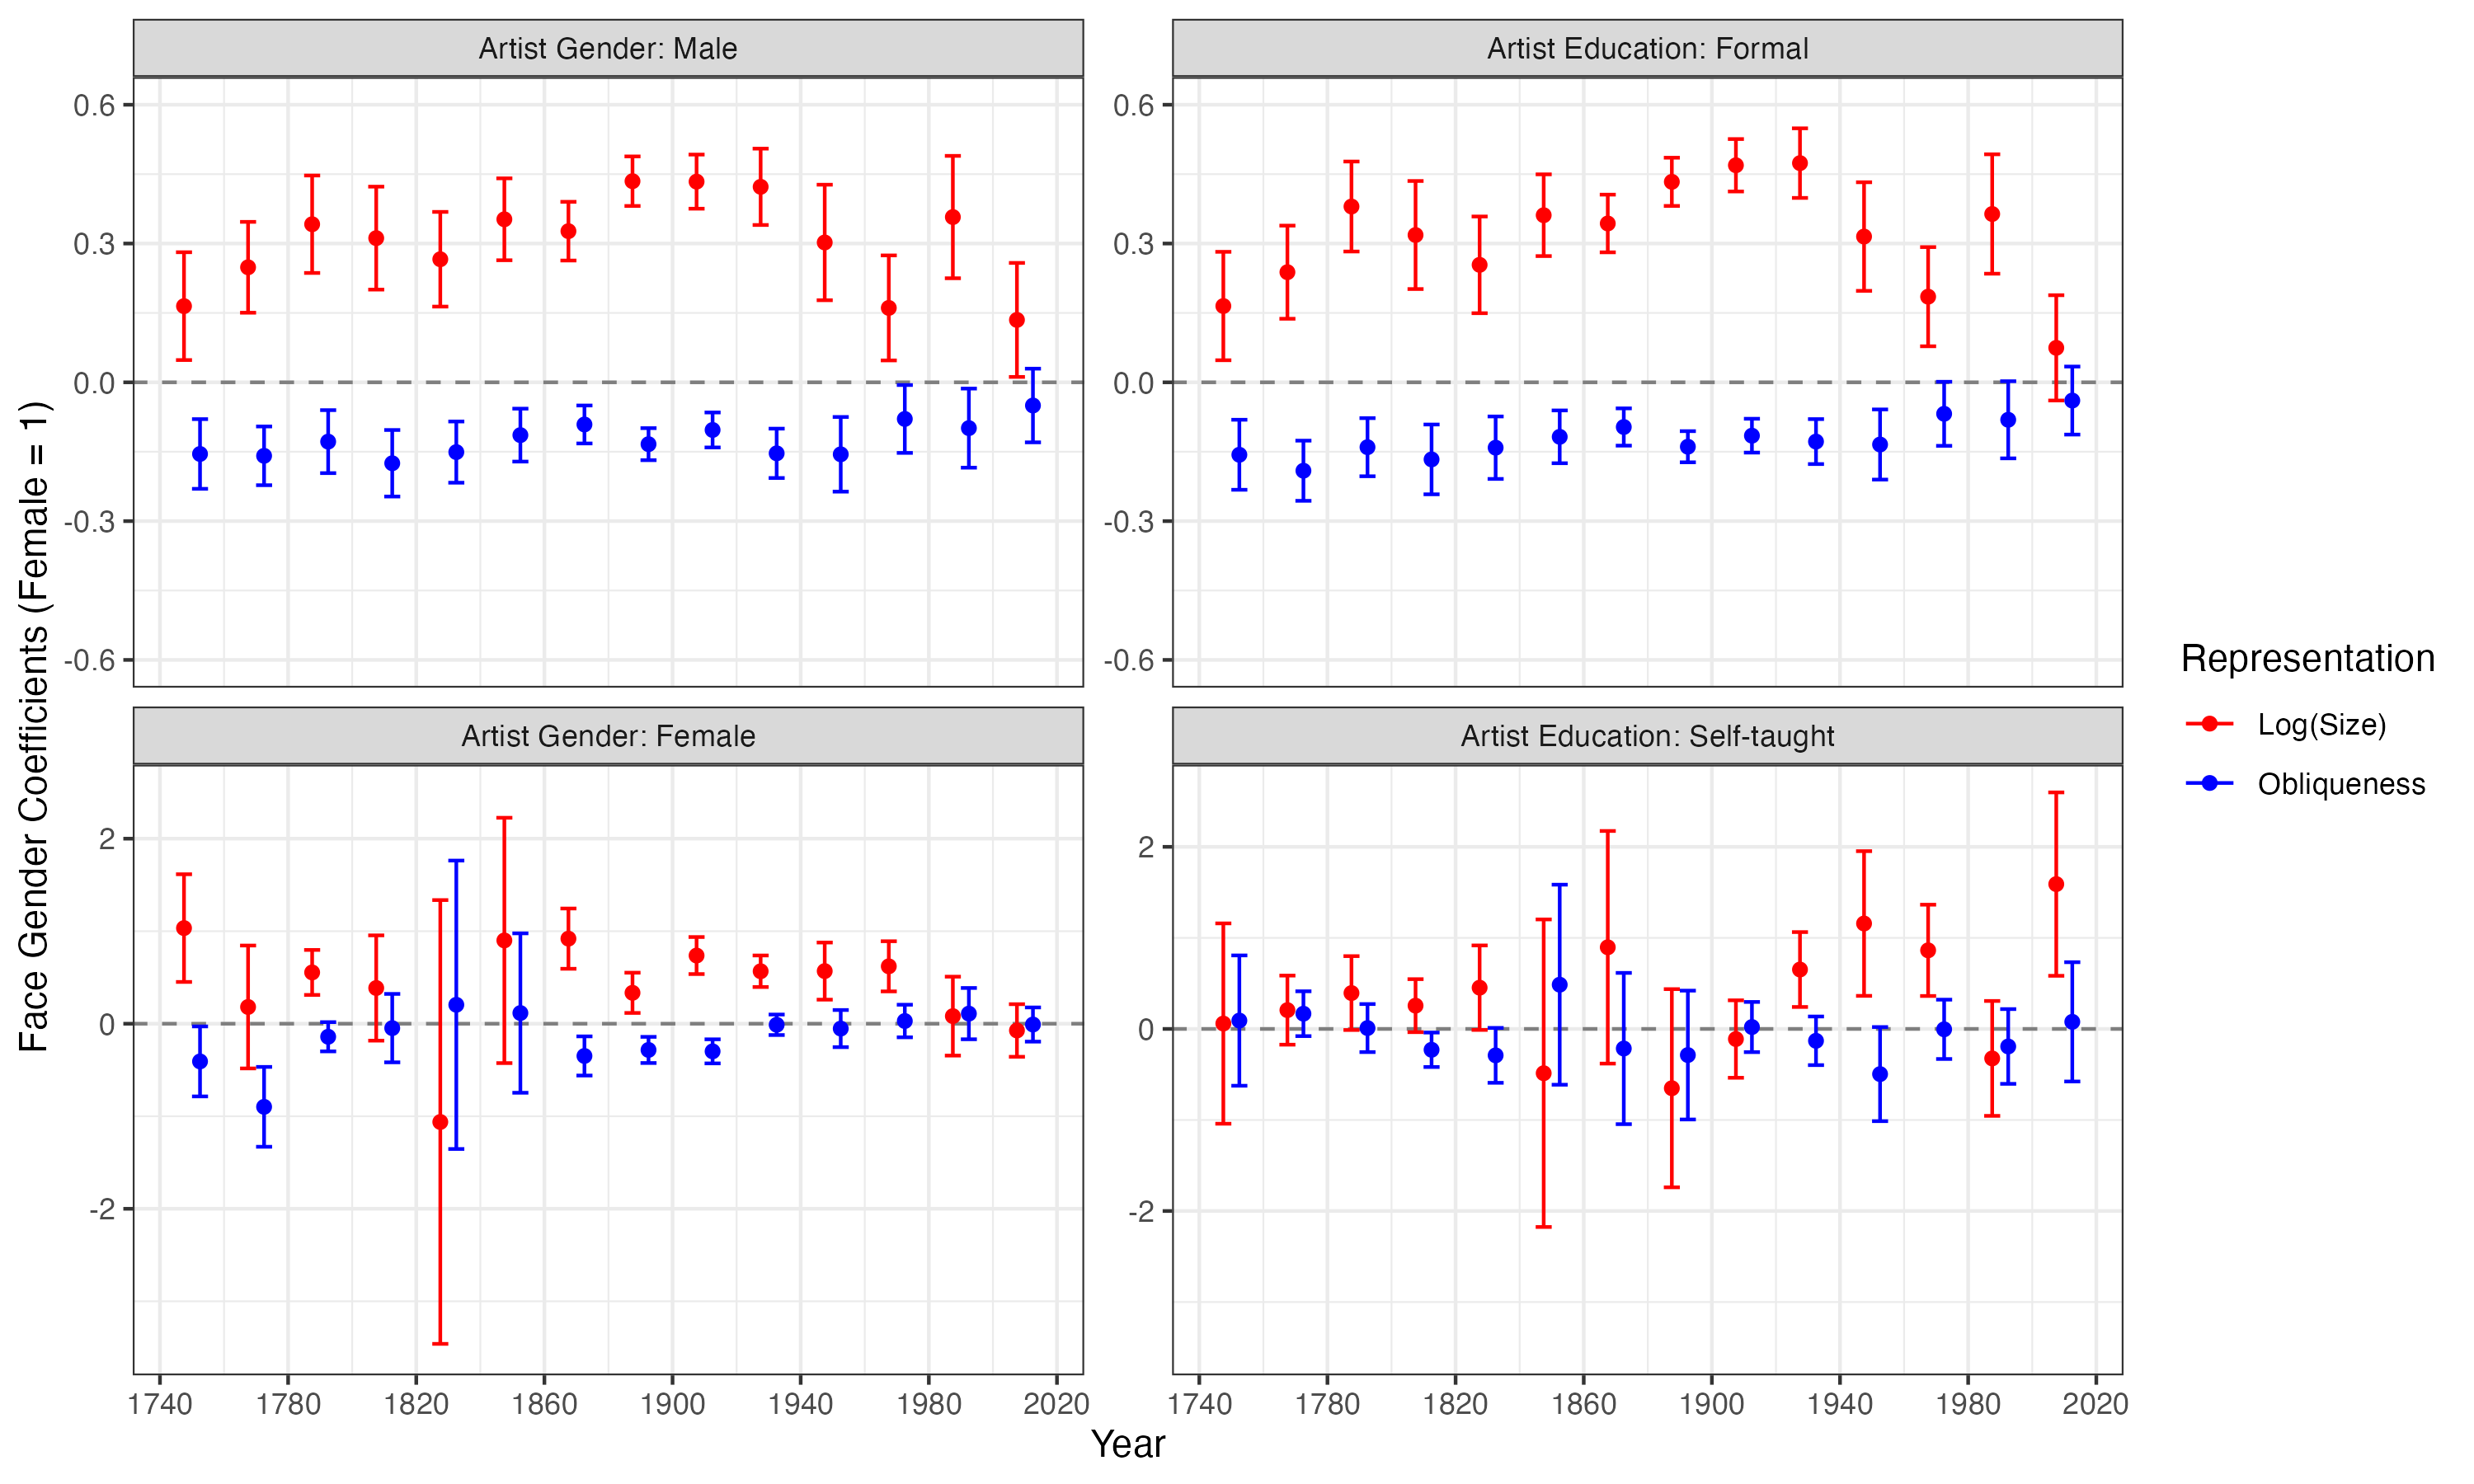 Artist Gender: Male
Artist Education: Formal
0.6
0.3
0.0
-0.3
-0.6
0.6
0.3
0.0
-0.3
-0.6
Face Gender Coefficients (Female = 1)
Artist Gender: Female
Artist Education: Self-taught
2
0
-2
2
0
-2
1740 1780 1820 1860 1900 1940 1980 2020
1740 1780 1820 1860 1900 1940 1980 2020
Year
Representation
Log(Size)
Obliqueness